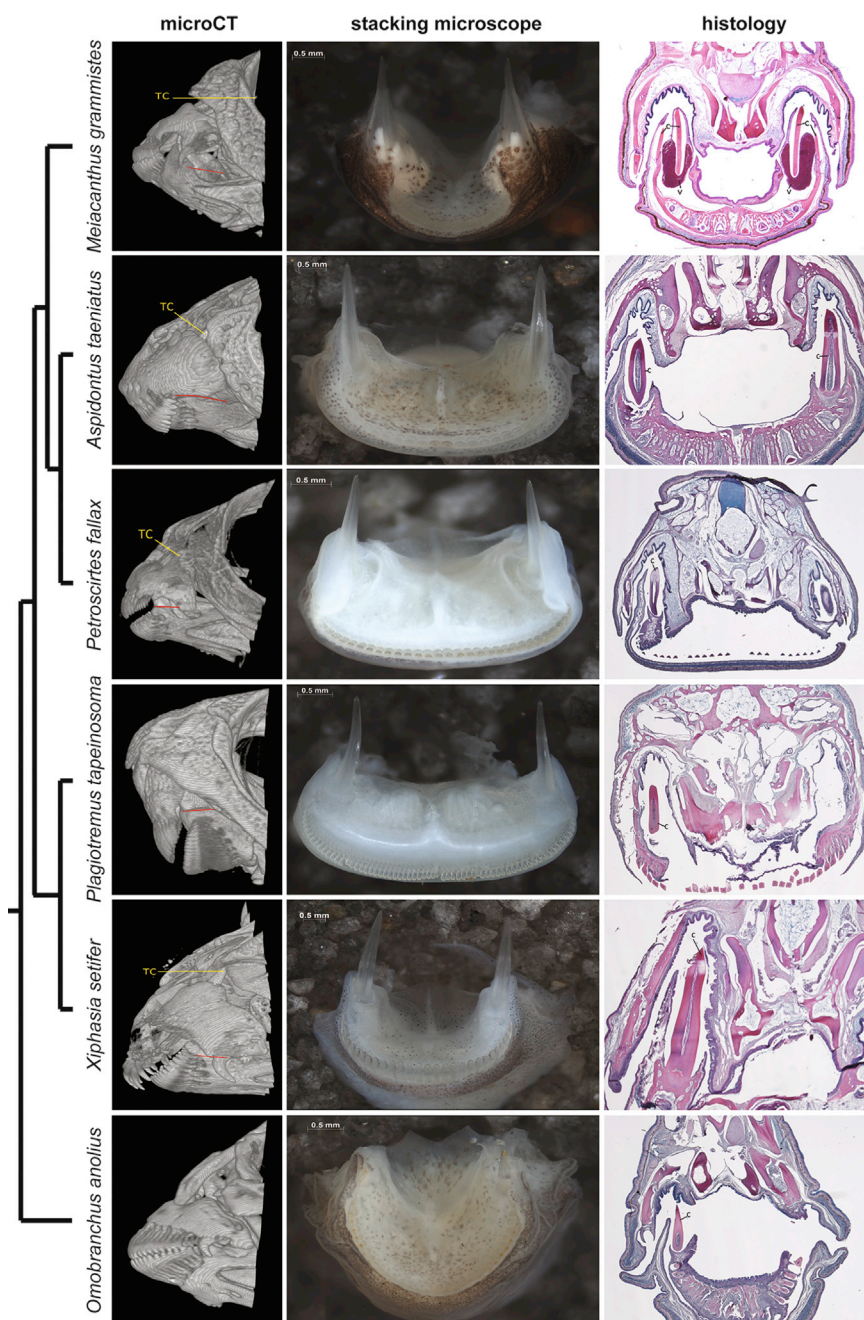 microCT stacking microscope histology
Meiacanthus grammistes
TC
0.5 mm
C
C
V
V
Aspidontus taeniatus
TC
0.5 mm
C
C
Petroscirtes fallax
TC
0.5 mm
C
C
Plagiotremus tapeinosoma
0.5 mm
C
Xiphasia setifer
TC
0.5 mm
C
Omobranchus anolius
0.5 mm
C